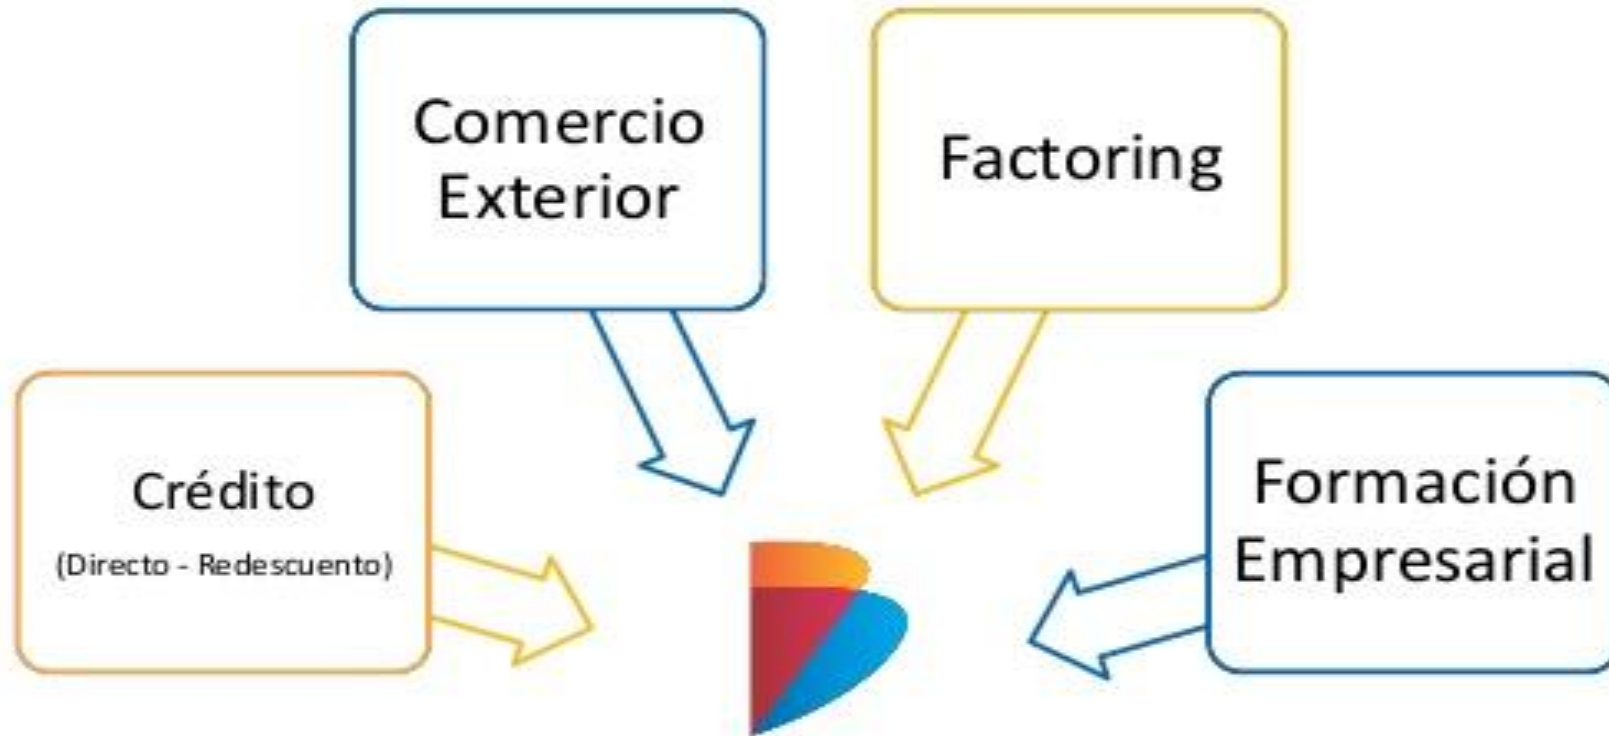 Comercio
Exterior
Factoring
Crédito
(Directo - Redescuento)
Formación
Empresarial